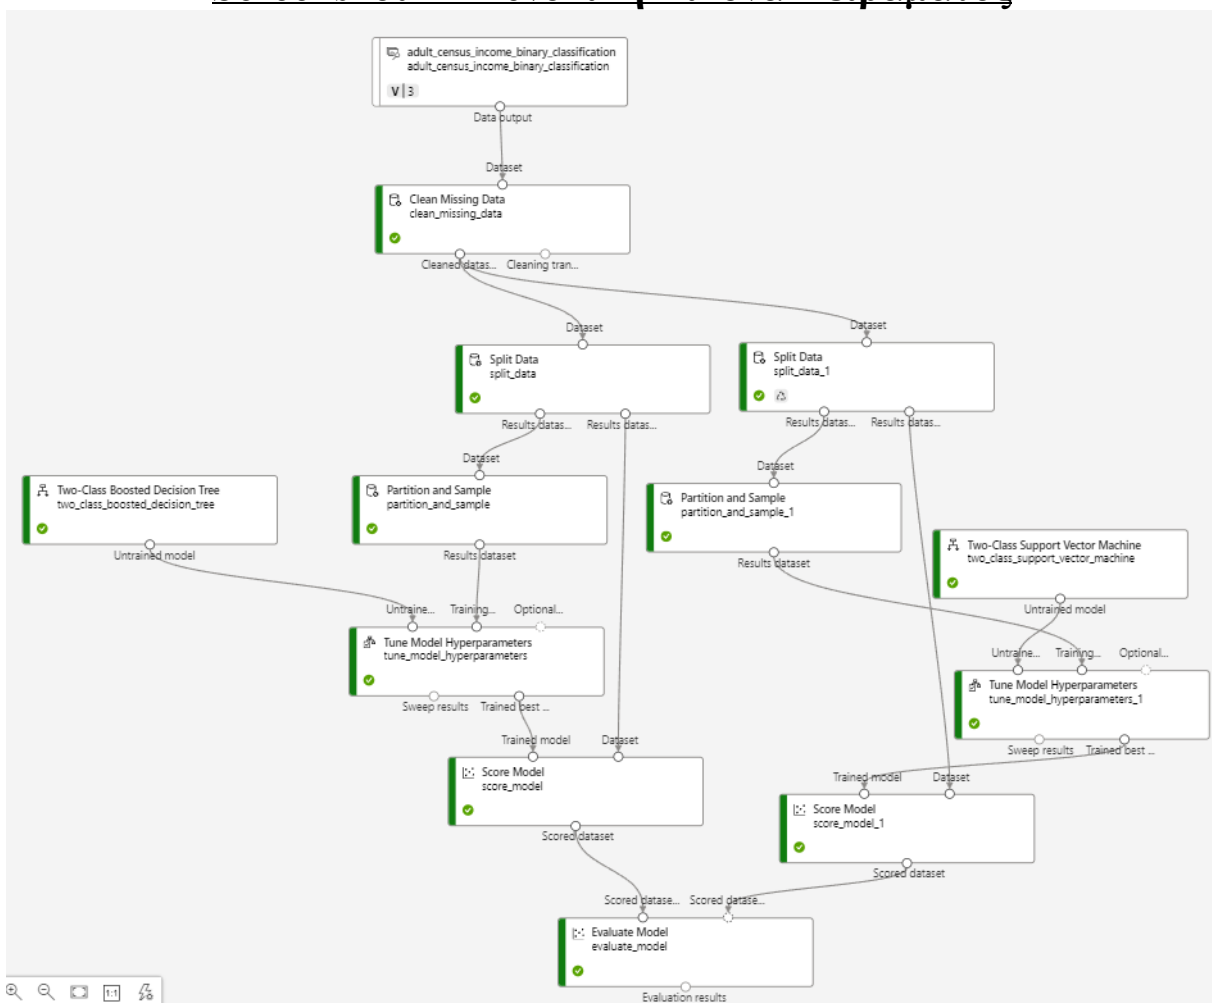 adult_census_income_binary_classification
adult_census_income_binary_classification
V | 3
Data output
Dataset
Clean Missing Data
clean_missing_data
Cleaned datas... Cleaning tran...
Dataset
Dataset
Split Data
split_data
Split Data
split_data_1
Results datas... Results datas...
Results datas... Results datas...
Dataset
Dataset
Two-Class Boosted Decision Tree
two_class_boosted_decision_tree
Partition and Sample
partition_and_sample
Partition and Sample
partition_and_sample_1
Untrained model
Results dataset
Results dataset
Two-Class Support Vector Machine
two_class_support_vector_machine
Untrained model
Untraine... Training... Optional...
Tune Model Hyperparameters
tune_model_hyperparameters
Sweep results Trained best ...
Untraine... Training... Optional...
Tune Model Hyperparameters
tune_model_hyperparameters_1
Sweep results Trained best ...
Trained model Dataset
Score Model
score_model
Scored dataset
Trained model Dataset
Score Model
score_model_1
Scored dataset
Scored datase... Scored datase...
Evaluate Model
evaluate_model
Evaluation results
1:1